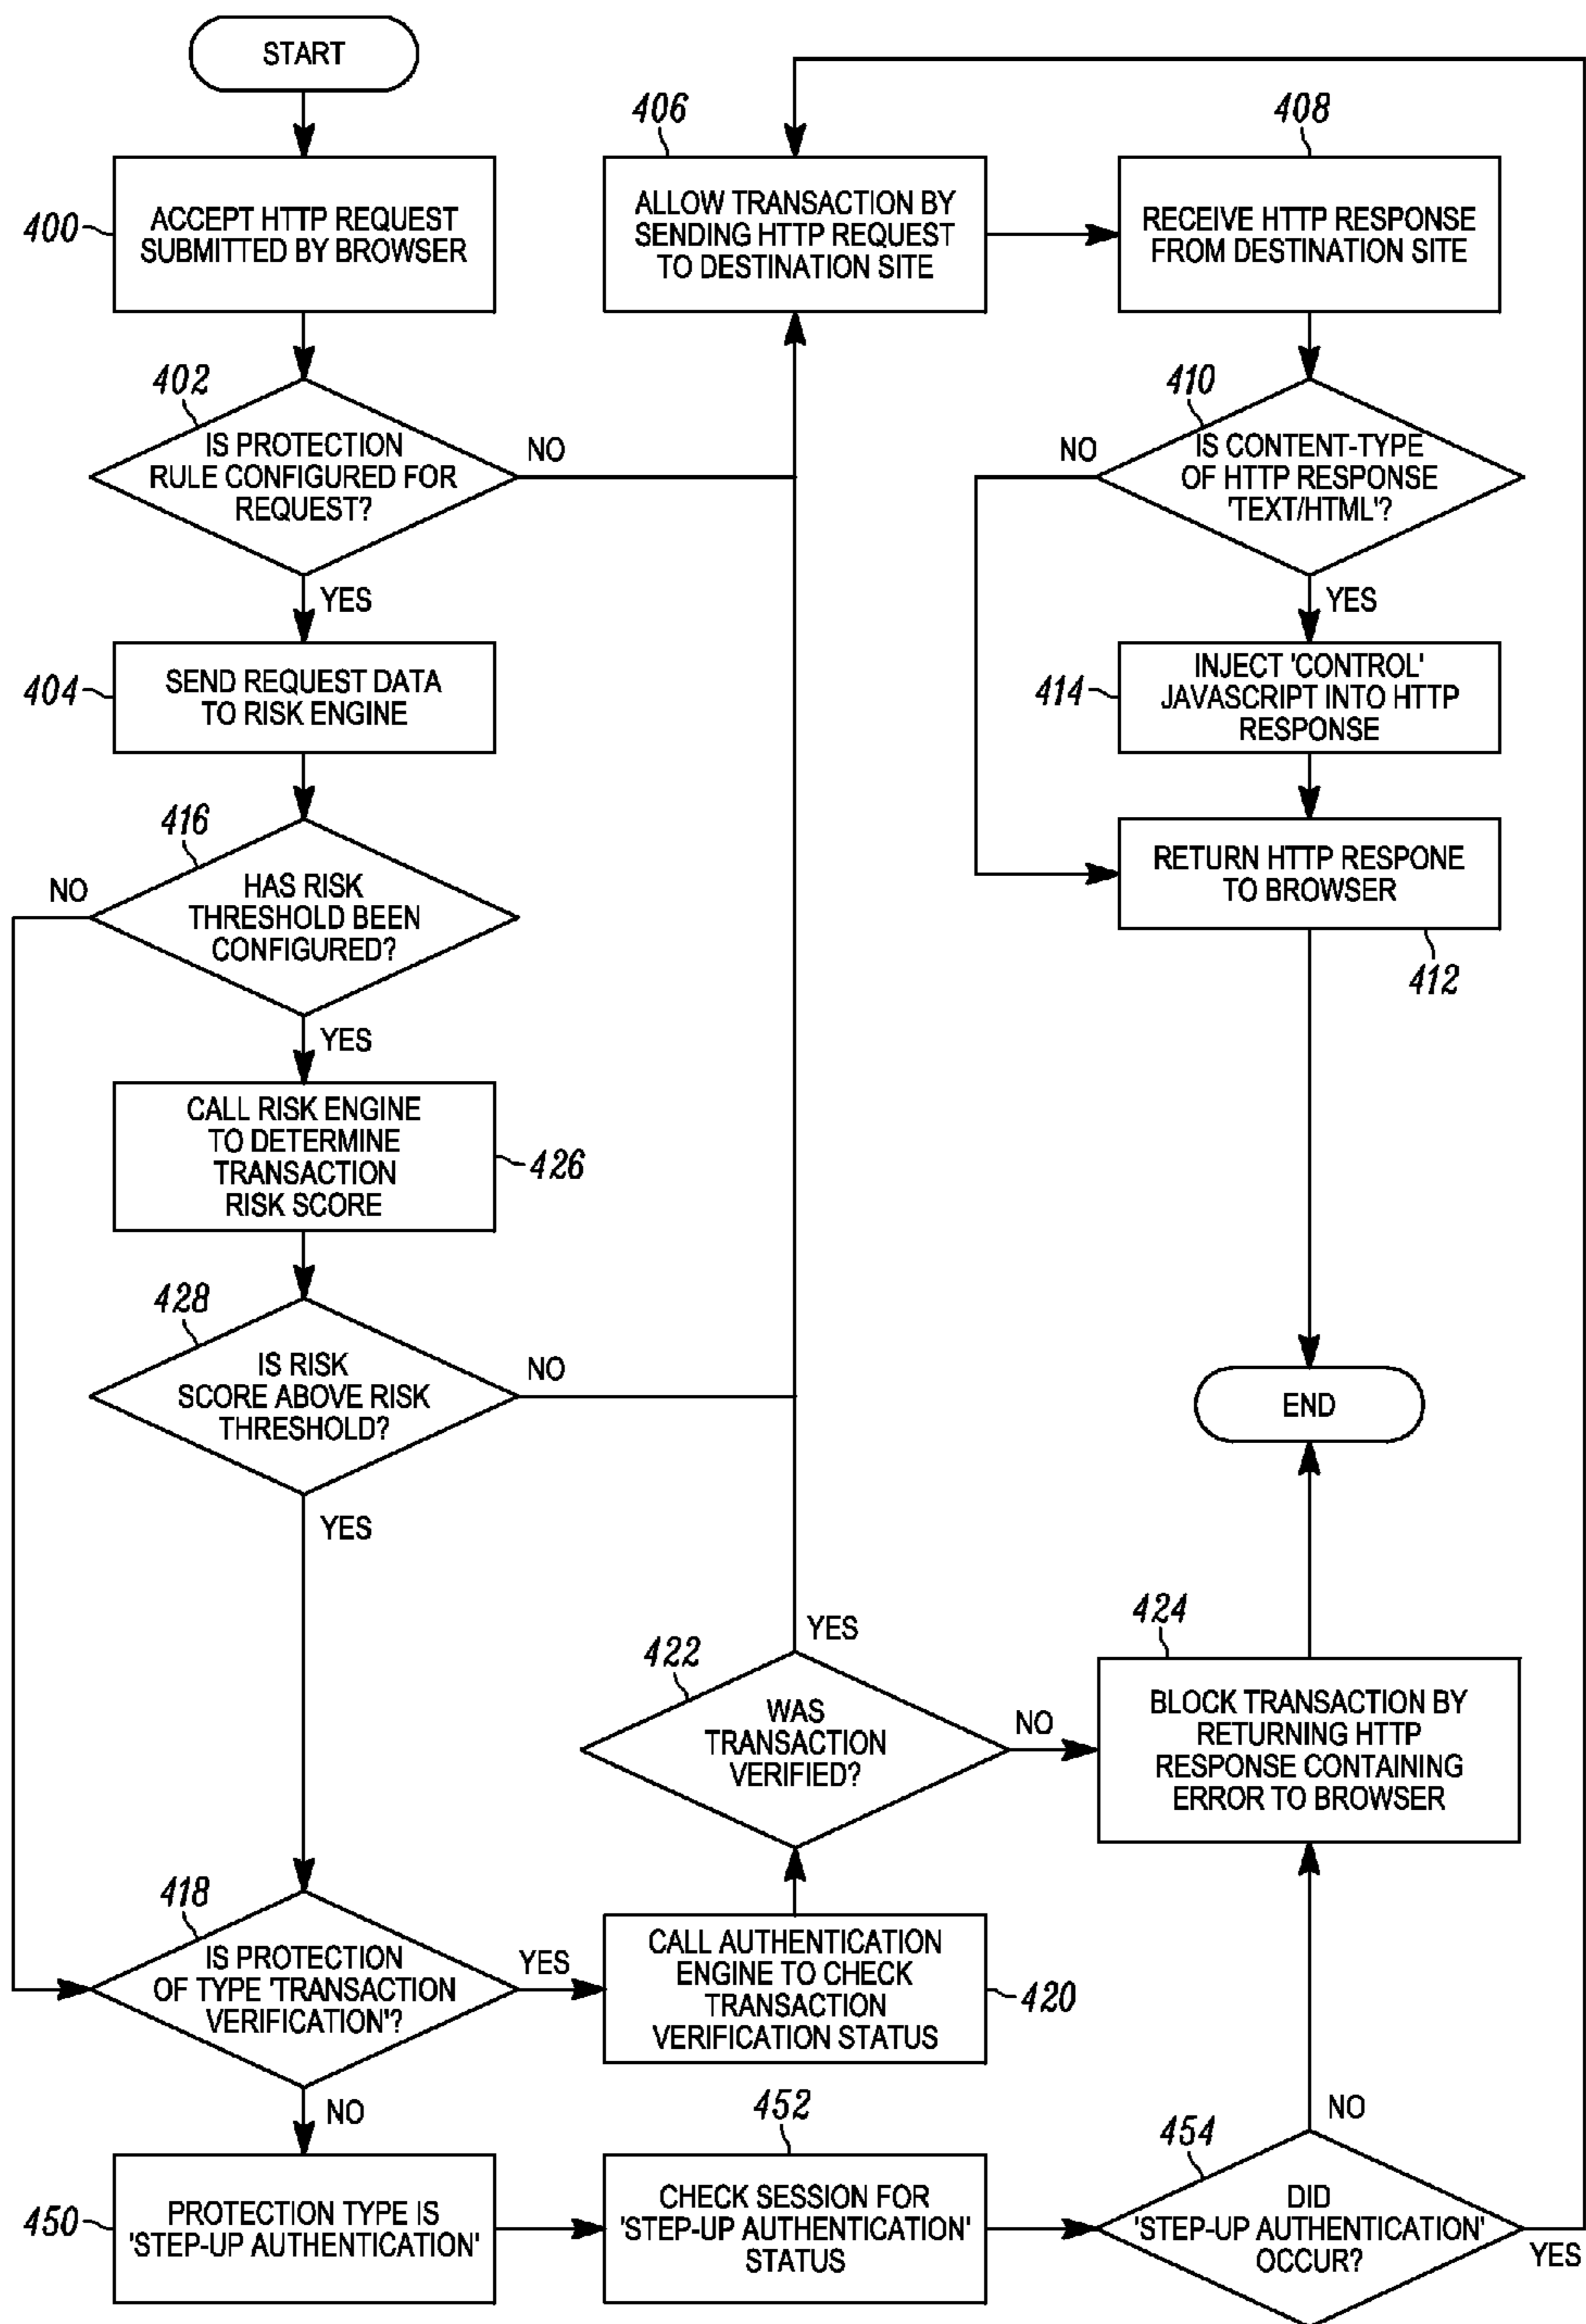 START
400
ACCEPT HTTP REQUEST
SUBMITTED BY BROWSER
402
IS PROTECTION
RULE CONFIGURED FOR
REQUEST?
NO
YES
404
SEND REQUEST DATA
TO RISK ENGINE
416
HAS RISK
THRESHOLD BEEN
CONFIGURED?
NO
YES
CALL RISK ENGINE
TO DETERMINE
TRANSACTION
RISK SCORE
426
428
IS RISK
SCORE ABOVE RISK
THRESHOLD?
NO
YES
418
IS PROTECTION
OF TYPE 'TRANSACTION
VERIFICATION'?
YES
NO
450
PROTECTION TYPE IS
'STEP-UP AUTHENTICATION'
406
ALLOW TRANSACTION BY
SENDING HTTP REQUEST
TO DESTINATION SITE
YES
422
WAS
TRANSACTION
VERIFIED?
NO
CALL AUTHENTICATION
ENGINE TO CHECK
TRANSACTION
VERIFICATION STATUS
420
452
CHECK SESSION FOR
'STEP-UP AUTHENTICATION'
STATUS
408
RECEIVE HTTP RESPONSE
FROM DESTINATION SITE
410
IS CONTENT-TYPE
OF HTTP RESPONSE
'TEXT/HTML'?
NO
YES
414
INJECT 'CONTROL'
JAVASCRIPT INTO HTTP
RESPONSE
RETURN HTTP RESPONE
TO BROWSER
412
END
424
BLOCK TRANSACTION BY
RETURNING HTTP
RESPONSE CONTAINING
ERROR TO BROWSER
NO
454
DID
'STEP-UP AUTHENTICATION'
OCCUR?
YES